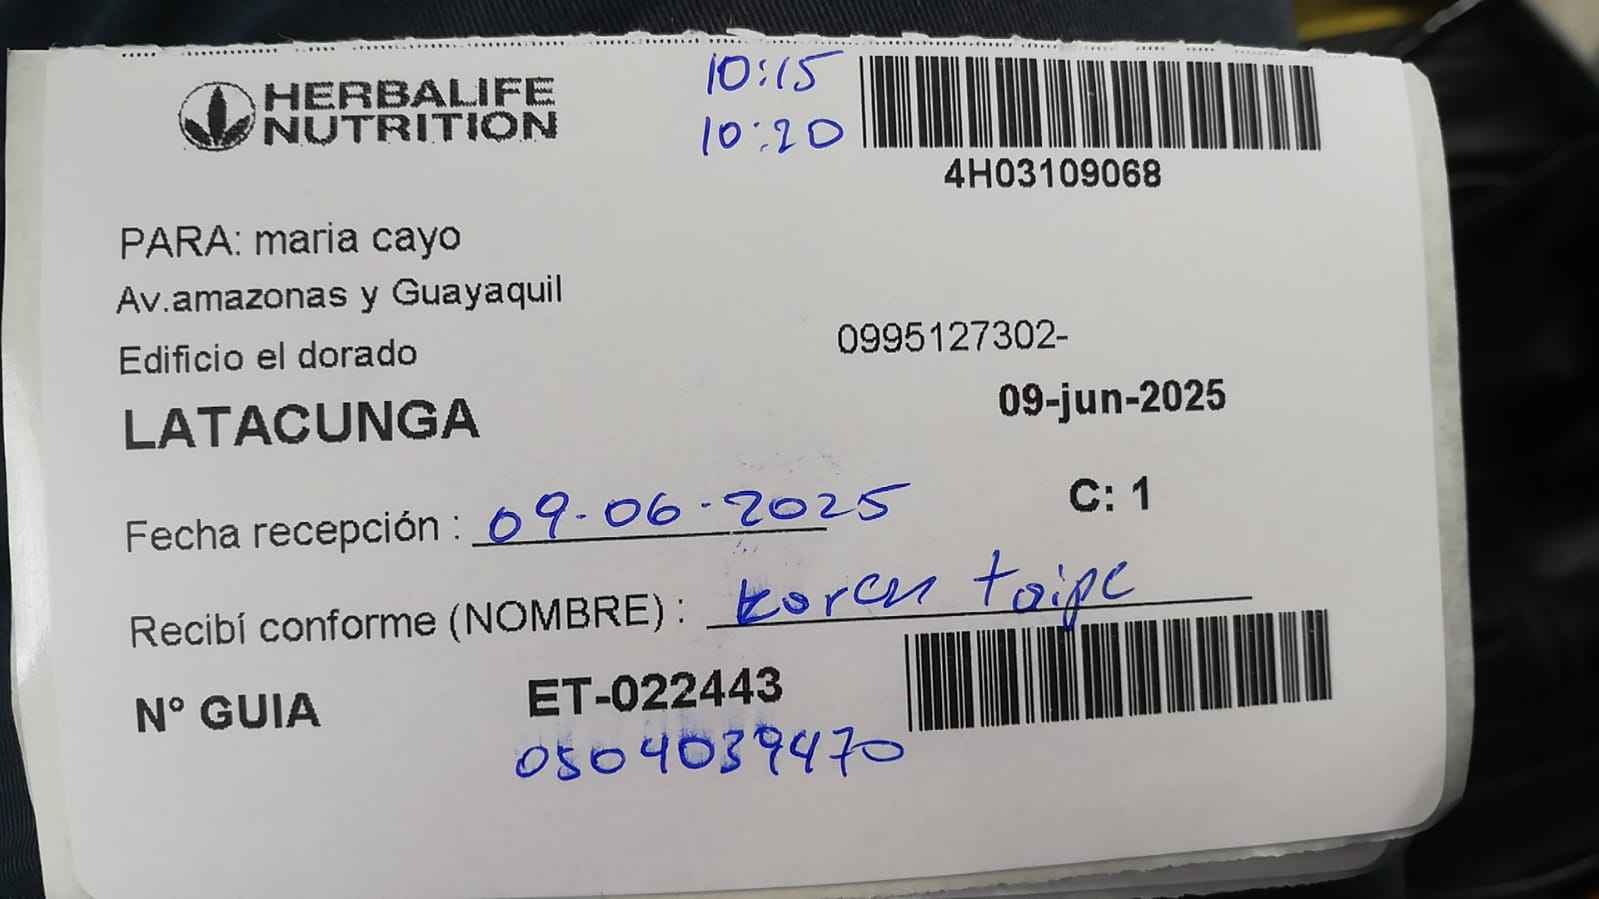 HERBALIFE
NUTRITION
10:15
10:20
4H03109068
PARA: maria cayo
Av.amazonas y Guayaquil
Edificio el dorado
0995127302-
LATACUNGA
09-jun-2025
Fecha recepción : 09-06-2025
C: 1
Recibí conforme (NOMBRE) : karen taipe
N° GUIA ET-022443
0504039470